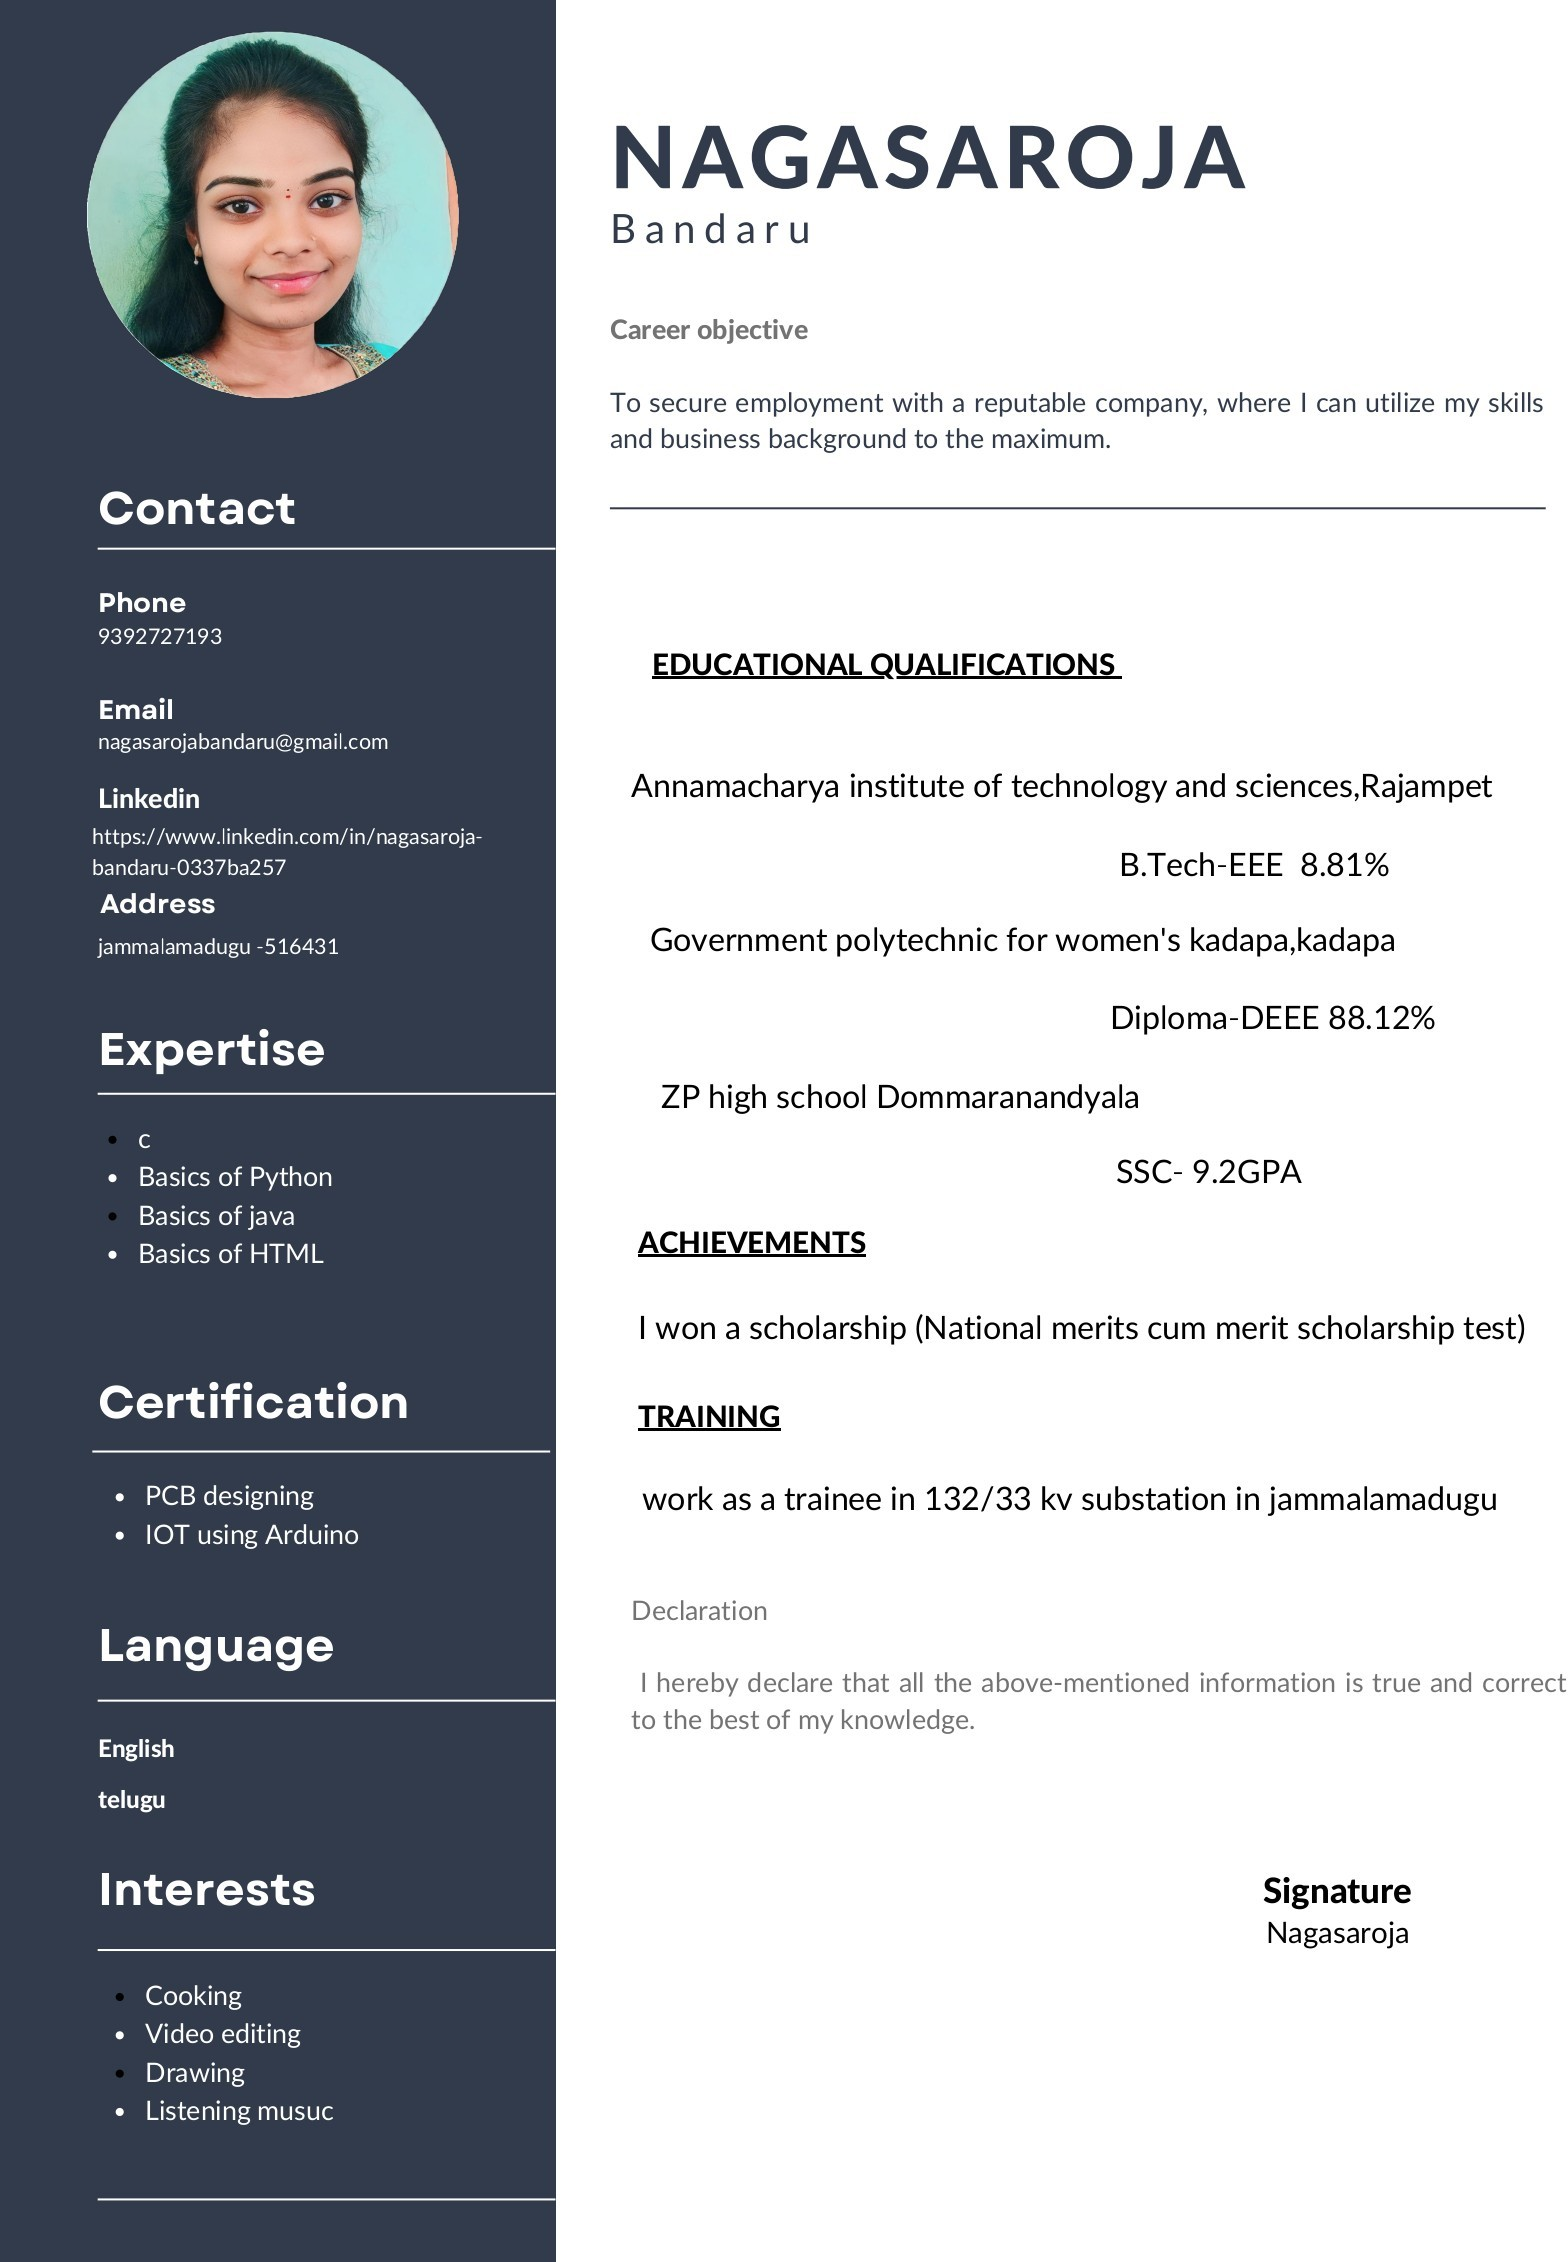 NAGASAROJA
Bandaru
Career objective
To secure employment with a reputable company, where I can utilize my skills
and business background to the maximum.
Contact
Phone
9392727193
Email
nagasarojabandaru@gmail.com
Linkedin
https://www.linkedin.com/in/nagasaroja-
bandaru-0337ba257
Address
jammalamadugu -516431
Expertise
• c
• Basics of Python
• Basics of java
• Basics of HTML
Certification
• PCB designing
• IOT using Arduino
Language
English
telugu
Interests
• Cooking
• Video editing
• Drawing
• Listening musuc
EDUCATIONAL QUALIFICATIONS
Annamacharya institute of technology and sciences,Rajampet
B.Tech-EEE 8.81%
Government polytechnic for women's kadapa,kadapa
Diploma-DEEE 88.12%
ZP high school Dommaranandyala
SSC- 9.2GPA
ACHIEVEMENTS
I won a scholarship (National merits cum merit scholarship test)
TRAINING
work as a trainee in 132/33 kv substation in jammalamadugu
Declaration
I hereby declare that all the above-mentioned information is true and correct
to the best of my knowledge.
Signature
Nagasaroja